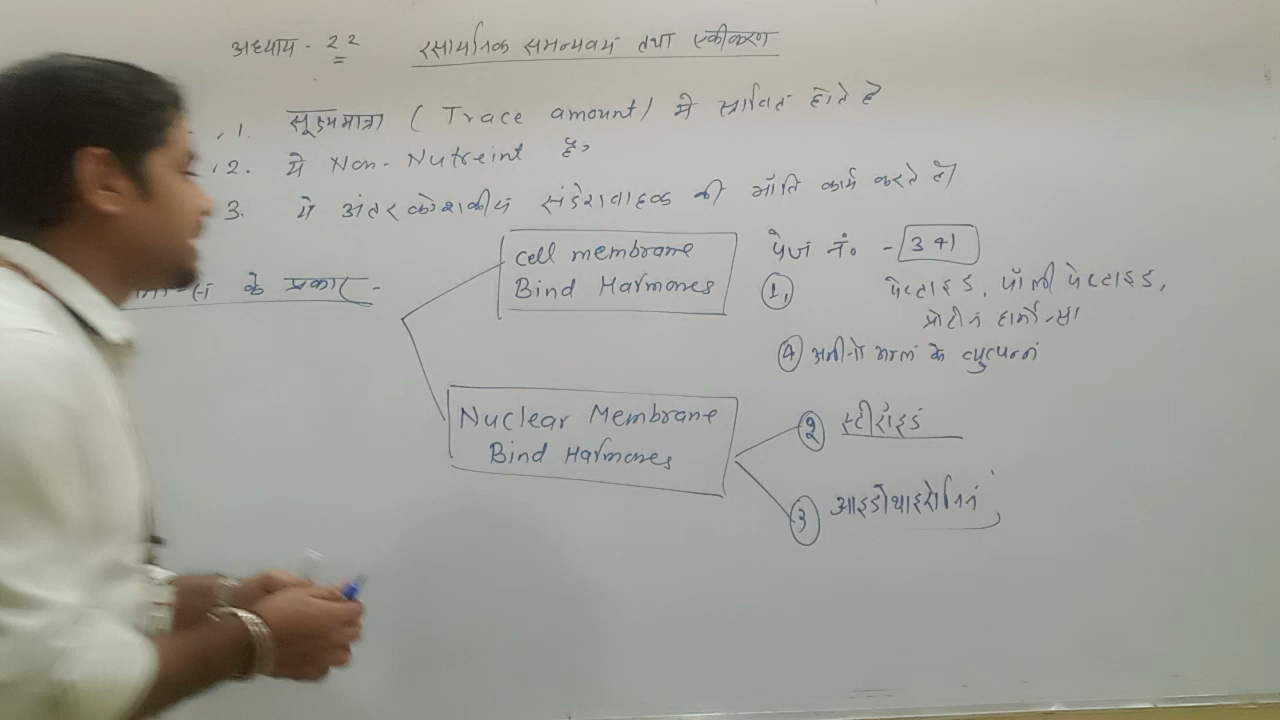 अध्याय - 22 रसायनिक समन्वयं तथा एकीकरण
1. सूक्ष्ममात्रा (Trace amount) मे स्रावित होते है
2. ये Non-Nutreint है,
3. ये अंतरकोशकीयं संदेशवाहक की भाँति कार्य करते है।
के प्रकार -
Cell membrane
Bind Harmones
पेज नं० - 341
1, पेप्टाइड, पॉली पेप्टाइड,
प्रोटीन हार्मोन्स।
4 अमीनो अम्लं के व्युत्पन्नं
Nuclear Membrane
Bind Harmones
2 स्टीरॉइडं
3 आइडोथाइरोनिनं